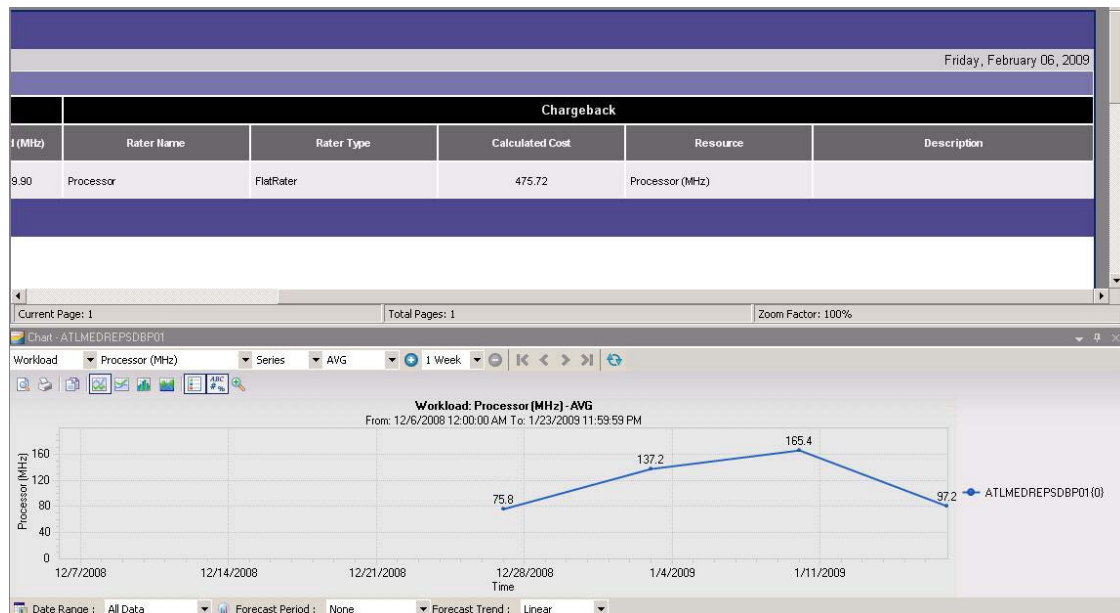 Friday, February 06, 2009
Chargeback
(MHz) Rater Name Rater Type Calculated Cost Resource Description
9.90 Processor FlatRater 475.72 Processor (MHz)
Current Page: 1 Total Pages: 1 Zoom Factor: 100%
Chart - ATLMEDREPSDBP01
Workload Processor (MHz) Series AVG 1 Week
ABC
#%
Workload: Processor (MHz) - AVG
From: 12/6/2008 12:00:00 AM To: 1/23/2009 11:59:59 PM
Processor (MHz)
160
120
80
40
0
75.8
137.2
165.4
97.2
ATLMEDREPSDBP01{0}
12/7/2008 12/14/2008 12/21/2008 12/28/2008 1/4/2009 1/11/2009
Time
Date Range : All Data Forecast Period : None Forecast Trend : Linear